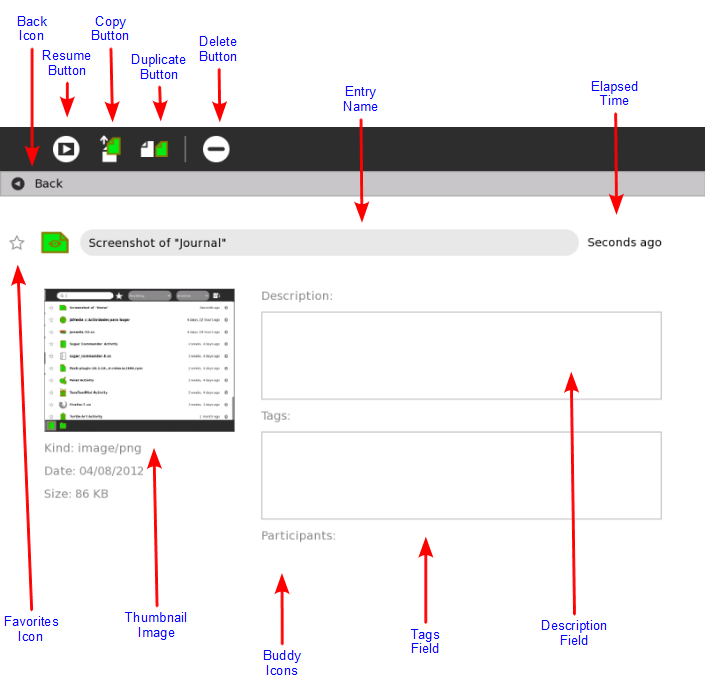 Back
Icon
Copy
Button
Resume
Button
Duplicate
Button
Delete
Button
Entry
Name
Elapsed
Time
Back
Screenshot of "Journal"
Seconds ago
Description:
Tags:
Kind: image/png
Date: 04/08/2012
Size: 86 KB
Participants:
Favorites
Icon
Thumbnail
Image
Buddy
Icons
Tags
Field
Description
Field